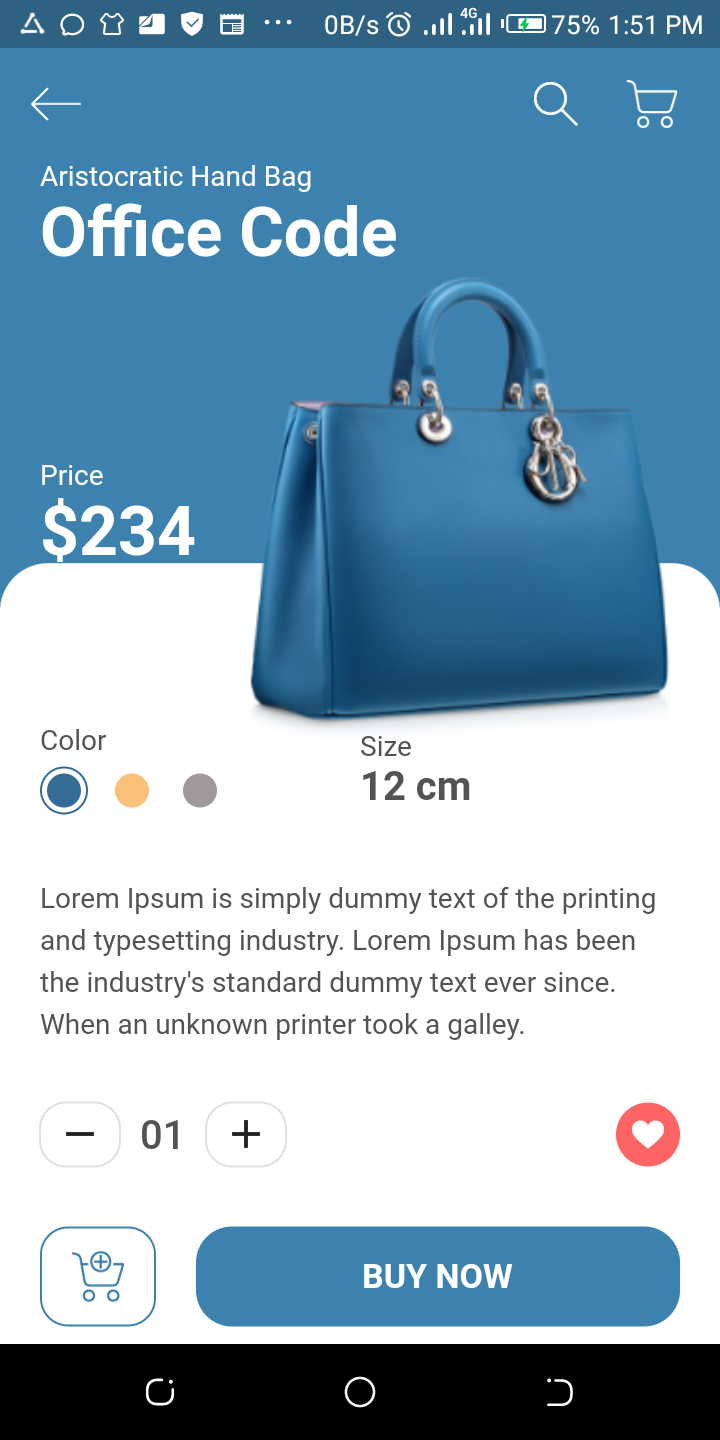 0B/s 4G 75% 1:51 PM
Aristocratic Hand Bag
Office Code
Price
$234
Color
Size
12 cm
Lorem Ipsum is simply dummy text of the printing
and typesetting industry. Lorem Ipsum has been
the industry's standard dummy text ever since.
When an unknown printer took a galley.
01
BUY NOW